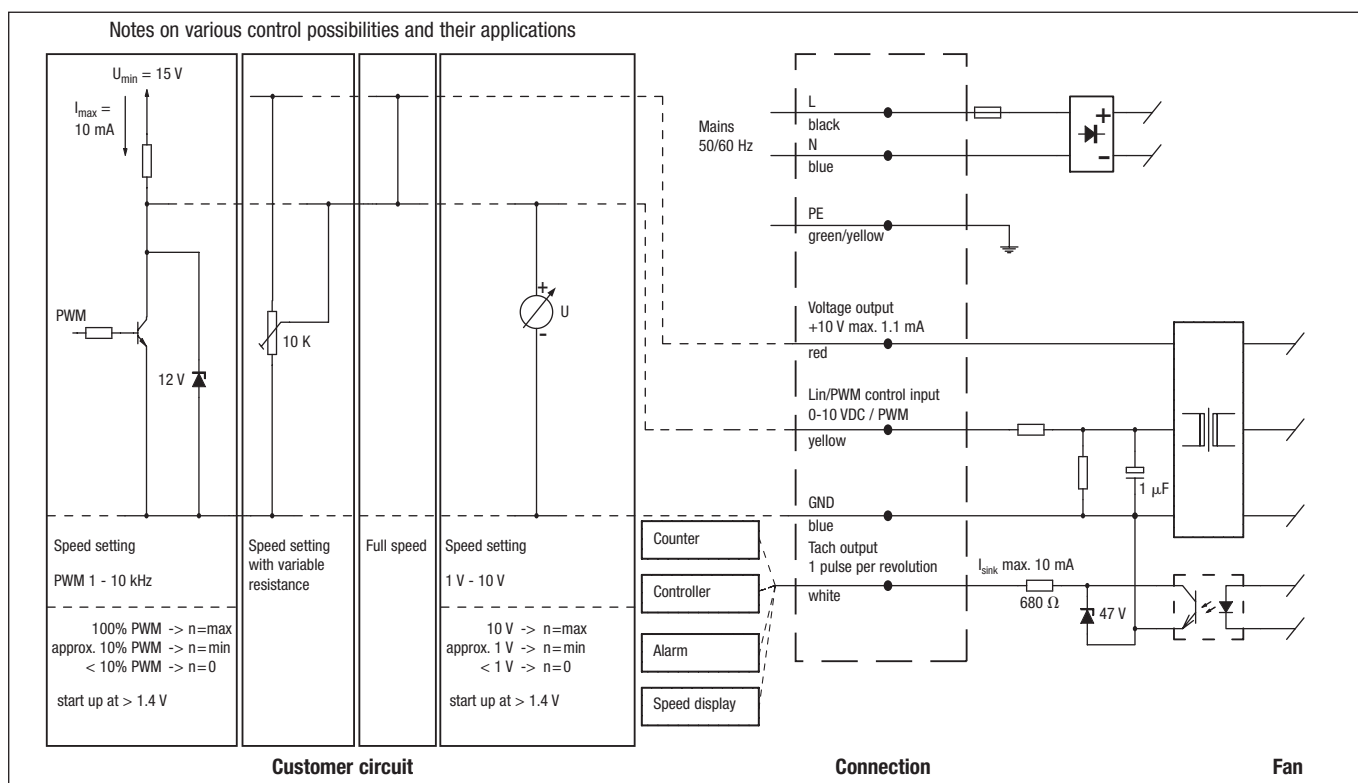 Notes on various control possibilities and their applications
U_min = 15 V
I_max =
10 mA
PWM
12 V
10 K
+
U
-
Speed setting
PWM 1 - 10 kHz
100% PWM -> n=max
approx. 10% PWM -> n=min
< 10% PWM -> n=0
start up at > 1.4 V
Speed setting
with variable
resistance
Full speed
Speed setting
1 V - 10 V
10 V -> n=max
approx. 1 V -> n=min
< 1 V -> n=0
start up at > 1.4 V
Counter
Controller
Alarm
Speed display
Mains
50/60 Hz
L
black
N
blue
PE
green/yellow
Voltage output
+10 V max. 1.1 mA
red
Lin/PWM control input
0-10 VDC / PWM
yellow
GND
blue
Tach output
1 pulse per revolution
white
+
-
1 µF
I_sink max. 10 mA
680 Ω
47 V
Customer circuit
Connection
Fan